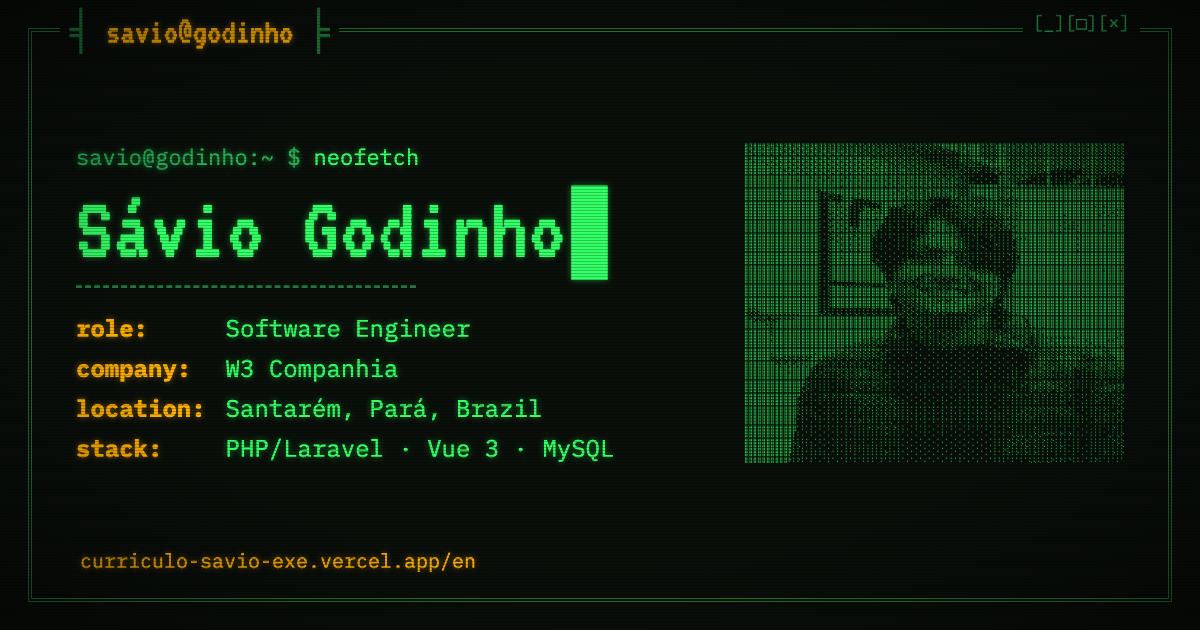 savio@godinho
[_][□][×]
savio@godinho:~ $ neofetch
Sávio Godinho
role: Software Engineer
company: W3 Companhia
location: Santarém, Pará, Brazil
stack: PHP/Laravel · Vue 3 · MySQL
curriculo-savio-exe.vercel.app/en